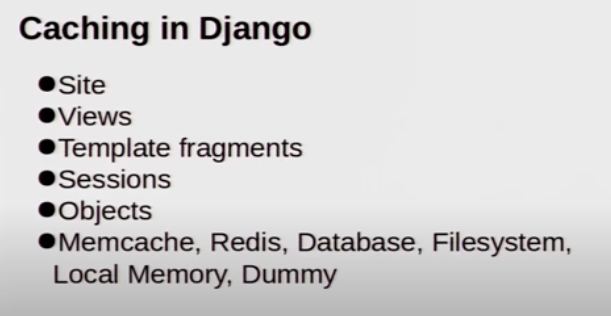 Caching in Django
●Site
●Views
●Template fragments
●Sessions
●Objects
●Memcache, Redis, Database, Filesystem,
Local Memory, Dummy